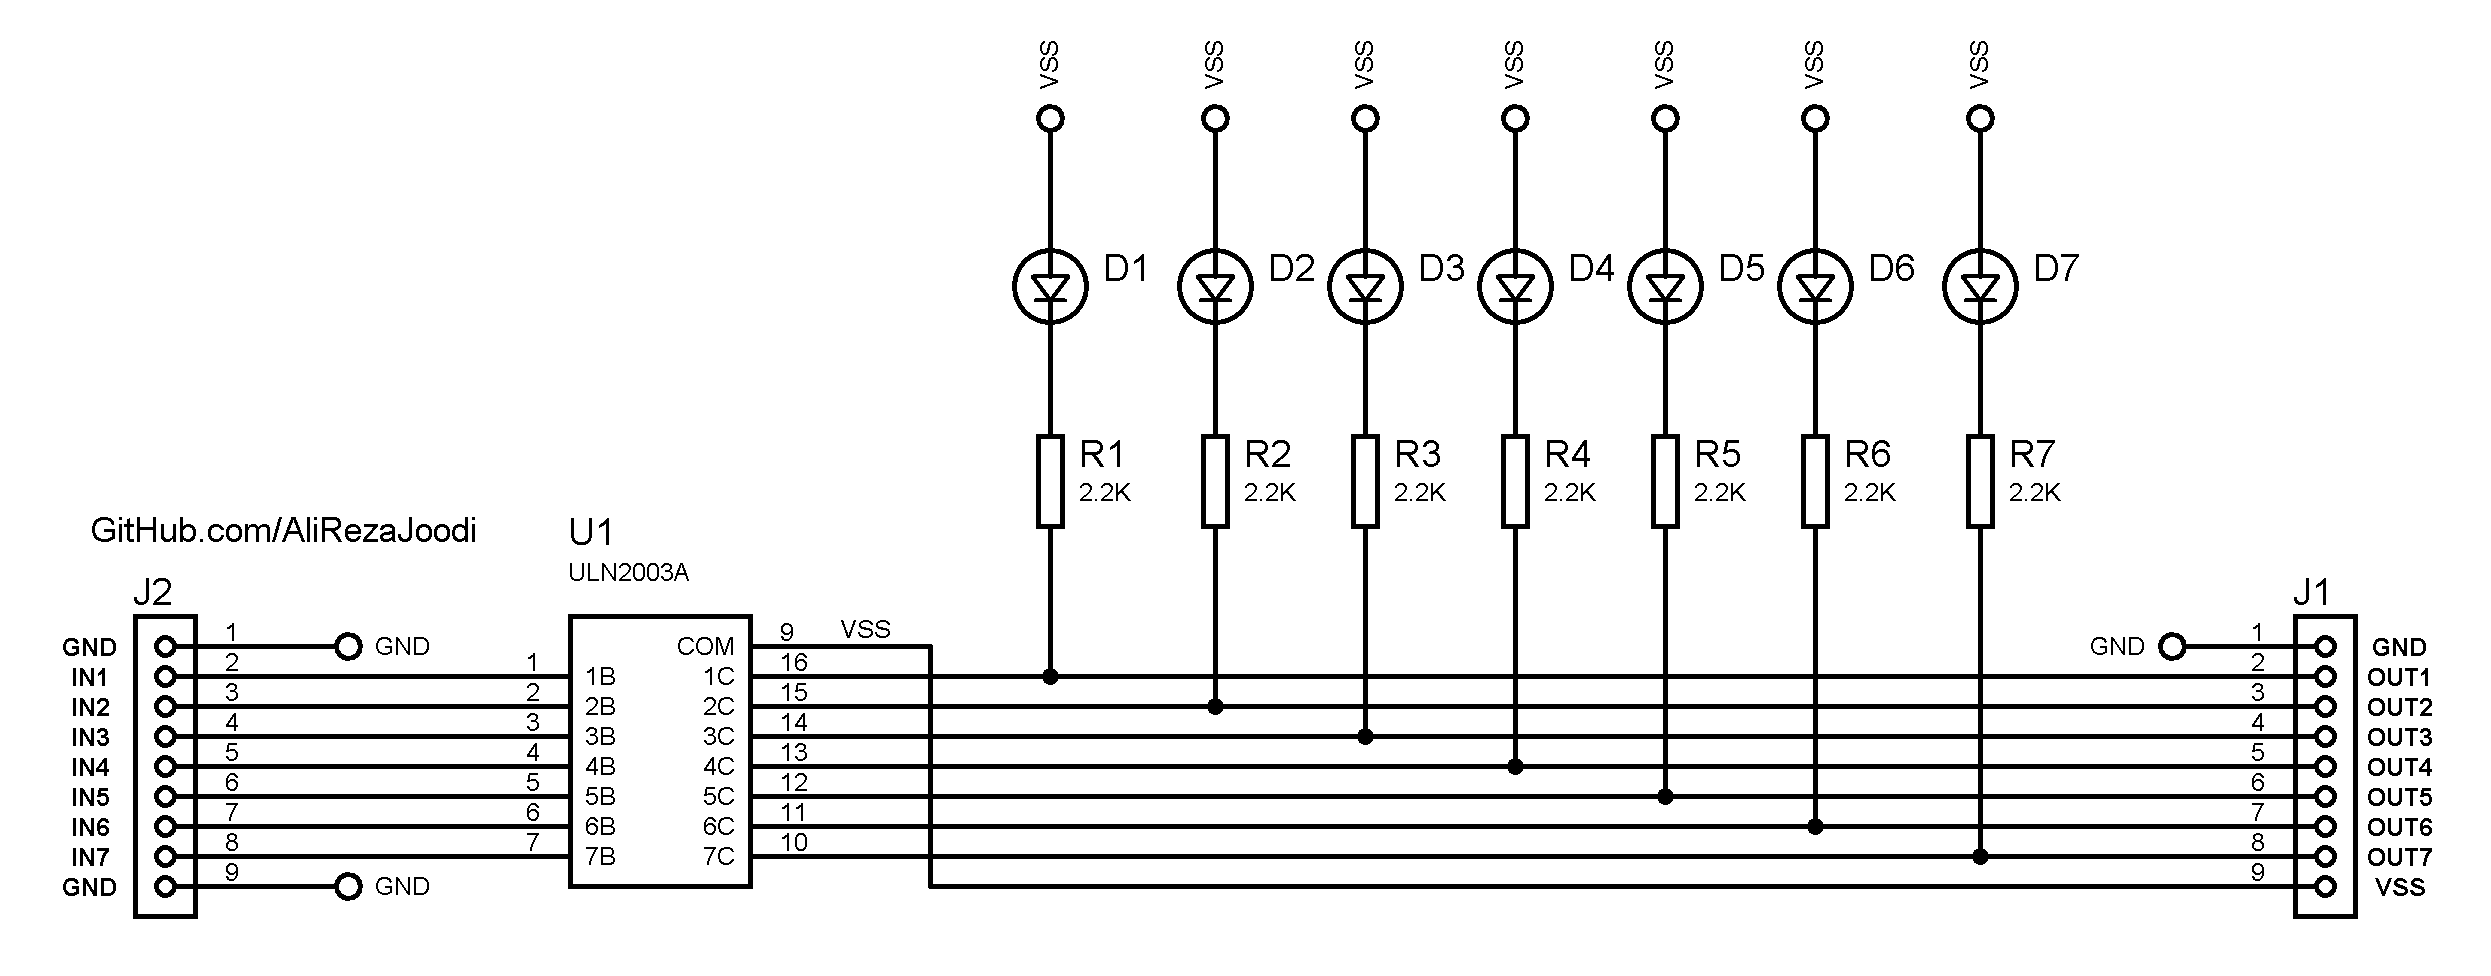 VSS VSS VSS VSS VSS VSS VSS
D1 D2 D3 D4 D5 D6 D7
R1 R2 R3 R4 R5 R6 R7
2.2K 2.2K 2.2K 2.2K 2.2K 2.2K 2.2K
GitHub.com/AliRezaJoodi
U1
ULN2003A
J2
J1
GND 1 GND COM 9 VSS GND 1 GND
IN1 2 1 1B 1C 16 2 OUT1
IN2 3 2 2B 2C 15 3 OUT2
IN3 4 3 3B 3C 14 4 OUT3
IN4 5 4 4B 4C 13 5 OUT4
IN5 6 5 5B 5C 12 6 OUT5
IN6 7 6 6B 6C 11 7 OUT6
IN7 8 7 7B 7C 10 8 OUT7
GND 9 GND 9 VSS